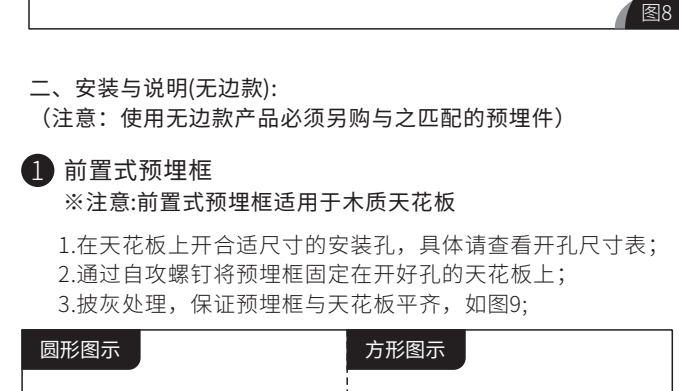 图8
二、安装与说明(无边款):
（注意：使用无边款产品必须另购与之匹配的预埋件）
1 前置式预埋框
※注意:前置式预埋框适用于木质天花板
1.在天花板上开合适尺寸的安装孔，具体请查看开孔尺寸表；
2.通过自攻螺钉将预埋框固定在开好孔的天花板上；
3.披灰处理，保证预埋框与天花板平齐，如图9;
圆形图示 方形图示